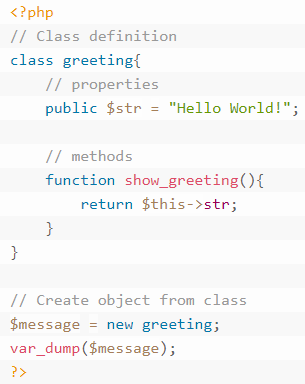 <?php
// Class definition
class greeting{
    // properties
    public $str = "Hello World!";

    // methods
    function show_greeting(){
        return $this->str;
    }
}

// Create object from class
$message = new greeting;
var_dump($message);
?>